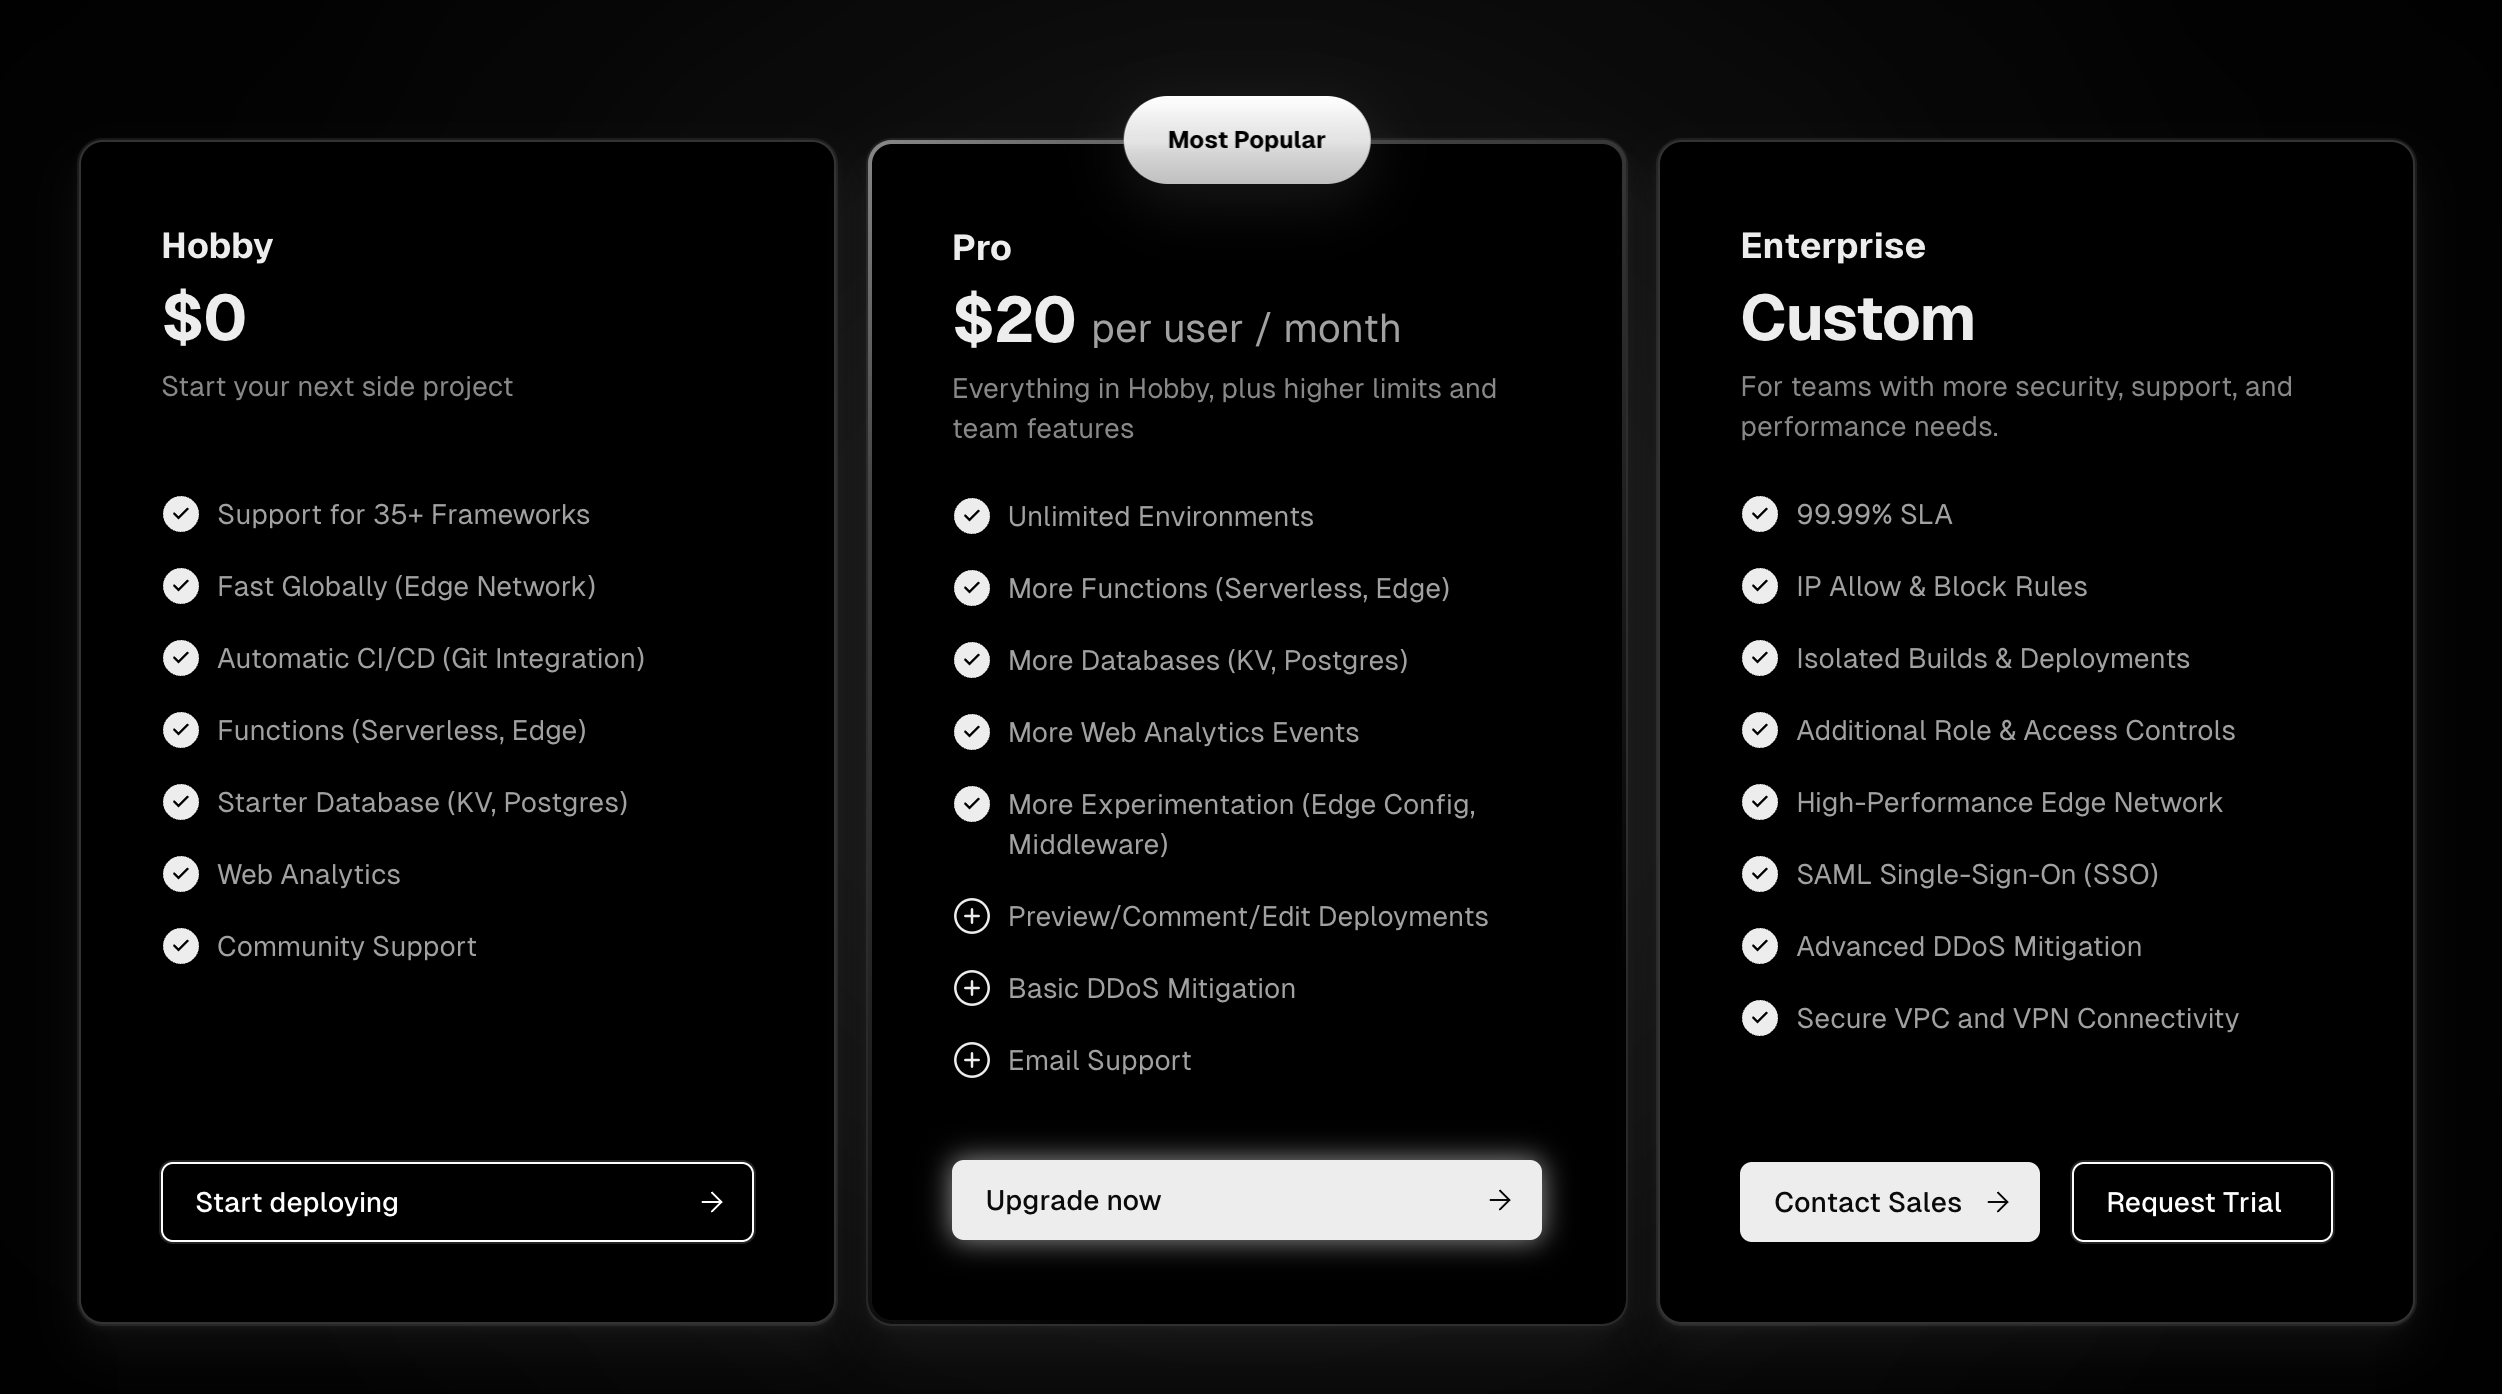 Most Popular
Hobby
$0
Start your next side project
Support for 35+ Frameworks
Fast Globally (Edge Network)
Automatic CI/CD (Git Integration)
Functions (Serverless, Edge)
Starter Database (KV, Postgres)
Web Analytics
Community Support
Start deploying
Pro
$20 per user / month
Everything in Hobby, plus higher limits and
team features
Unlimited Environments
More Functions (Serverless, Edge)
More Databases (KV, Postgres)
More Web Analytics Events
More Experimentation (Edge Config,
Middleware)
Preview/Comment/Edit Deployments
Basic DDoS Mitigation
Email Support
Upgrade now
Enterprise
Custom
For teams with more security, support, and
performance needs.
99.99% SLA
IP Allow & Block Rules
Isolated Builds & Deployments
Additional Role & Access Controls
High-Performance Edge Network
SAML Single-Sign-On (SSO)
Advanced DDoS Mitigation
Secure VPC and VPN Connectivity
Contact Sales
Request Trial